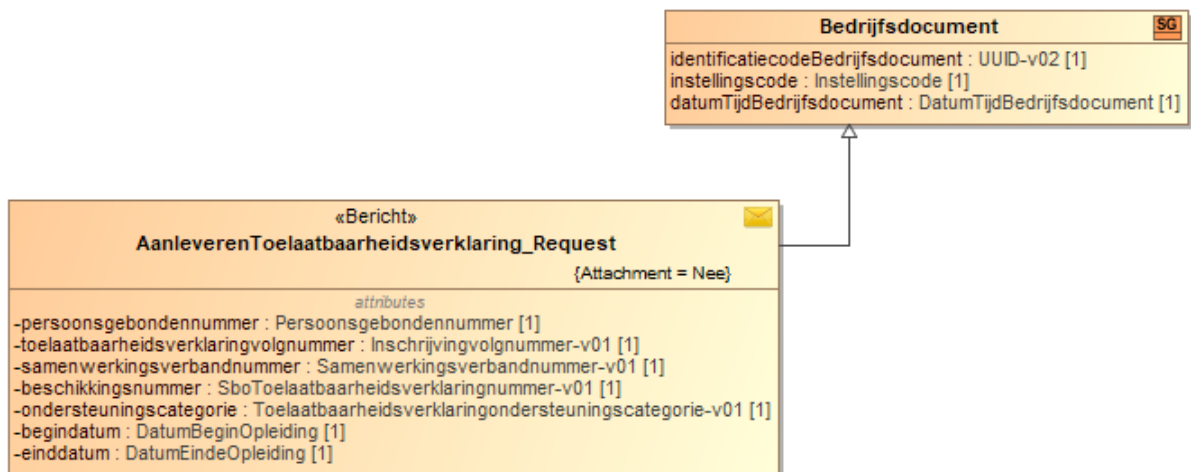 Bedrijfsdocument
SG
identificatiecodeBedrijfsdocument : UUID-v02 [1]
instellingscode : Instellingscode [1]
datumTijdBedrijfsdocument : DatumTijdBedrijfsdocument [1]
«Bericht»
AanleverenToelaatbaarheidsverklaring_Request
{Attachment = Nee}
attributes
-persoonsgebondennummer : Persoonsgebondennummer [1]
-toelaatbaarheidsverklaringvolgnummer : Inschrijvingvolgnummer-v01 [1]
-samenwerkingsverbandnummer : Samenwerkingsverbandnummer-v01 [1]
-beschikkingsnummer : SboToelaatbaarheidsverklaringnummer-v01 [1]
-ondersteuningscategorie : Toelaatbaarheidsverklaringondersteuningscategorie-v01 [1]
-begindatum : DatumBeginOpleiding [1]
-einddatum : DatumEindeOpleiding [1]